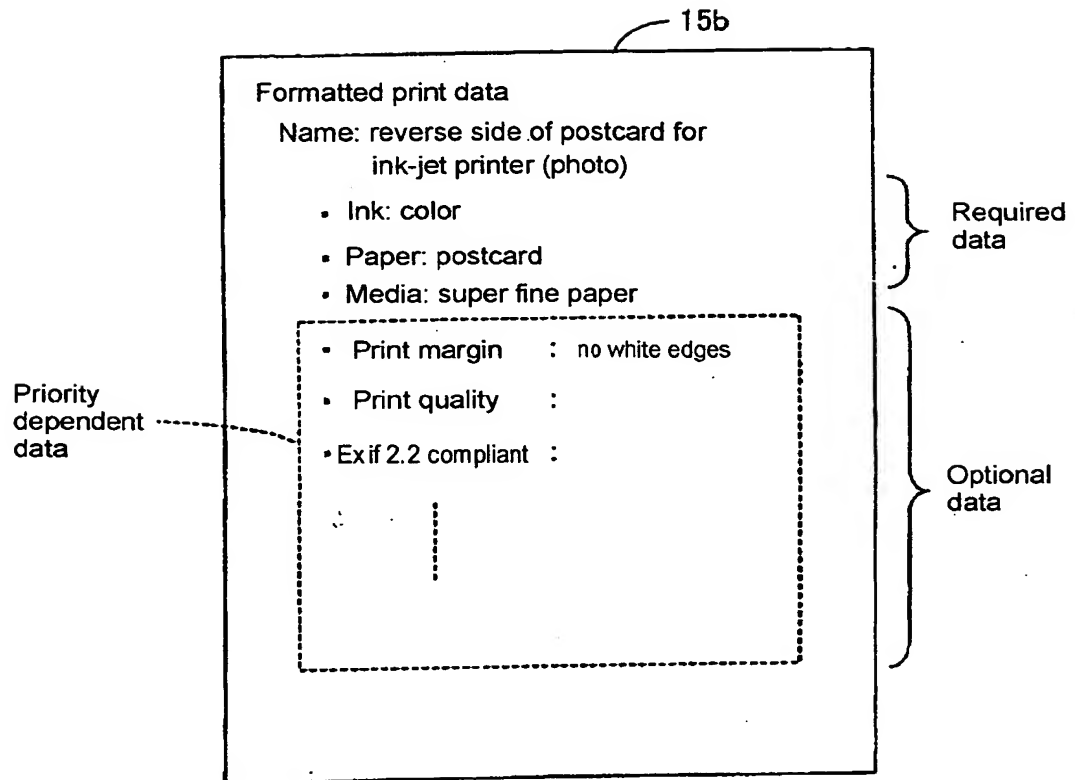 15b
Formatted print data
Name: reverse side of postcard for
ink-jet printer (photo)
• Ink: color
• Paper: postcard
• Media: super fine paper
Required
data
• Print margin : no white edges
• Print quality :
• Exif 2.2 compliant :
Priority
dependent
data
Optional
data